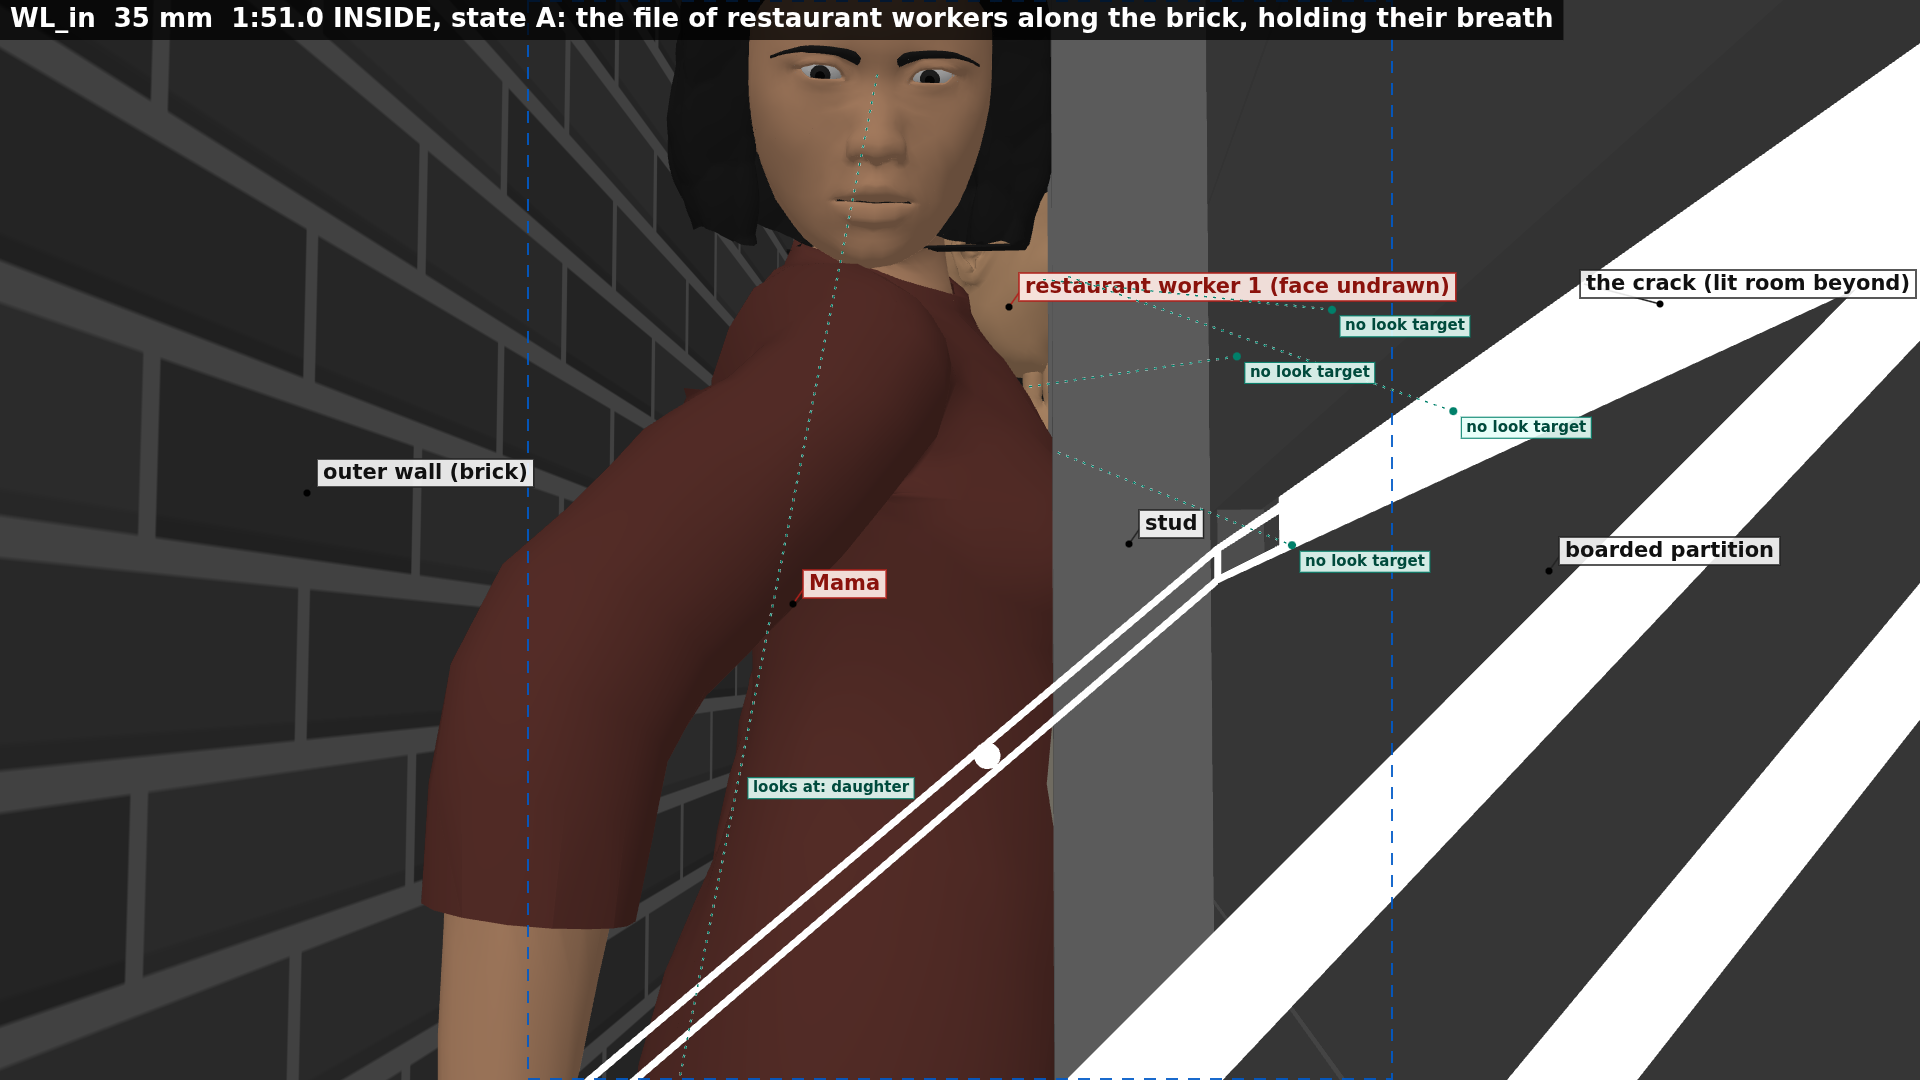 WL_in  35 mm  1:51.0 INSIDE, state A: the file of restaurant workers along the brick, holding their breath
restaurant worker 1 (face undrawn)
the crack (lit room beyond)
no look target
no look target
no look target
outer wall (brick)
stud
boarded partition
no look target
Mama
looks at: daughter